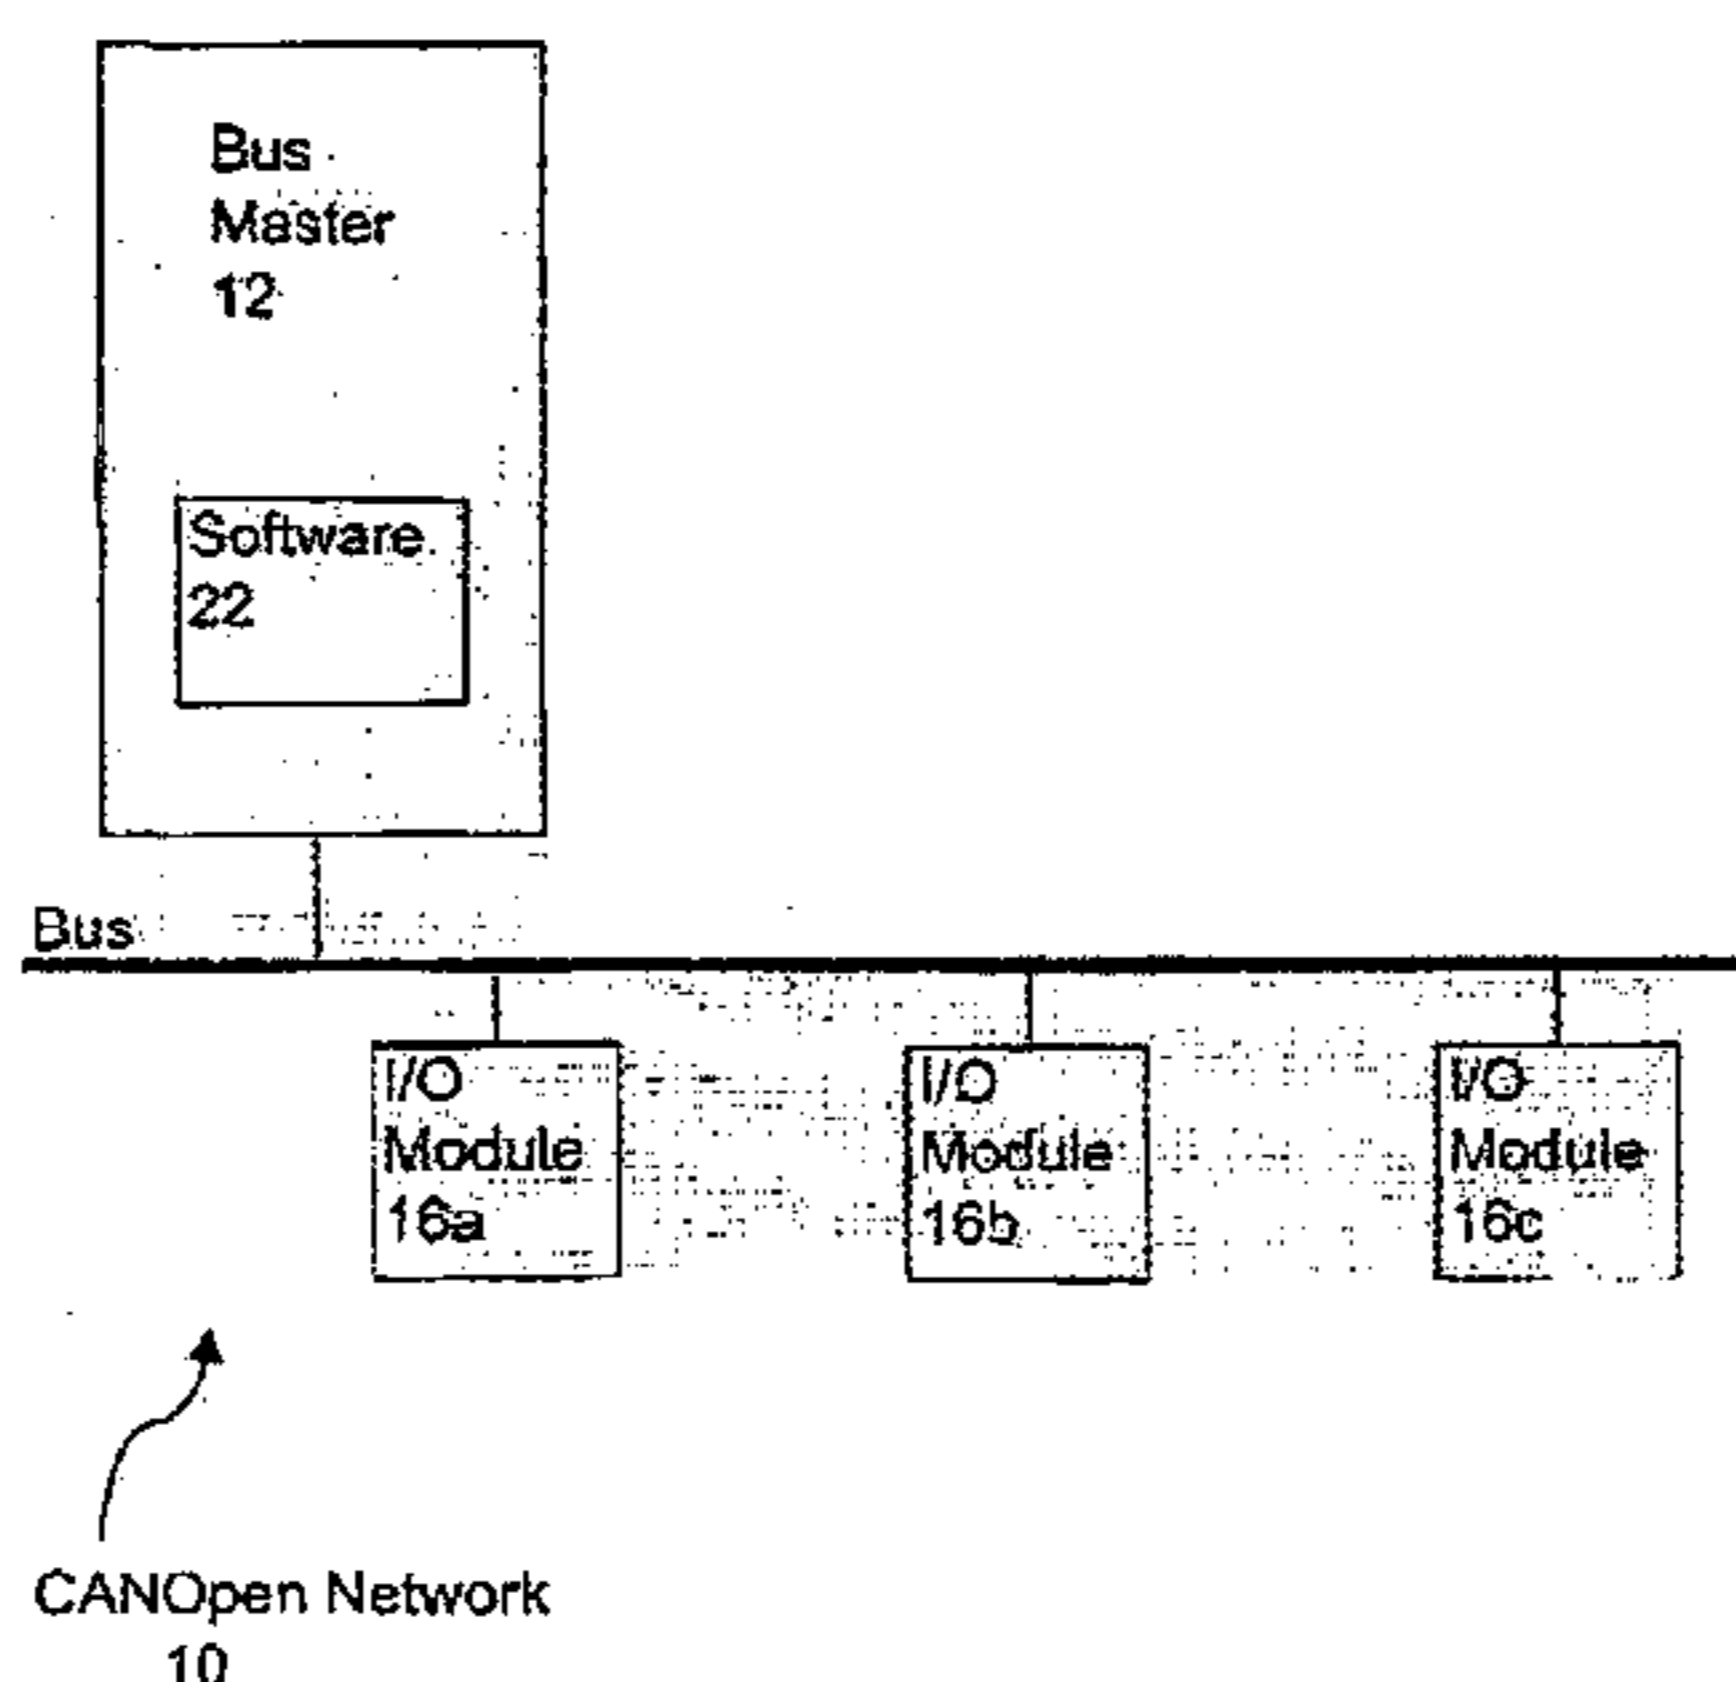 Bus
Master
12
Software
22
Bus
I/O
Module
16a
I/O
Module
16b
I/O
Module
16c
CANOpen Network
10